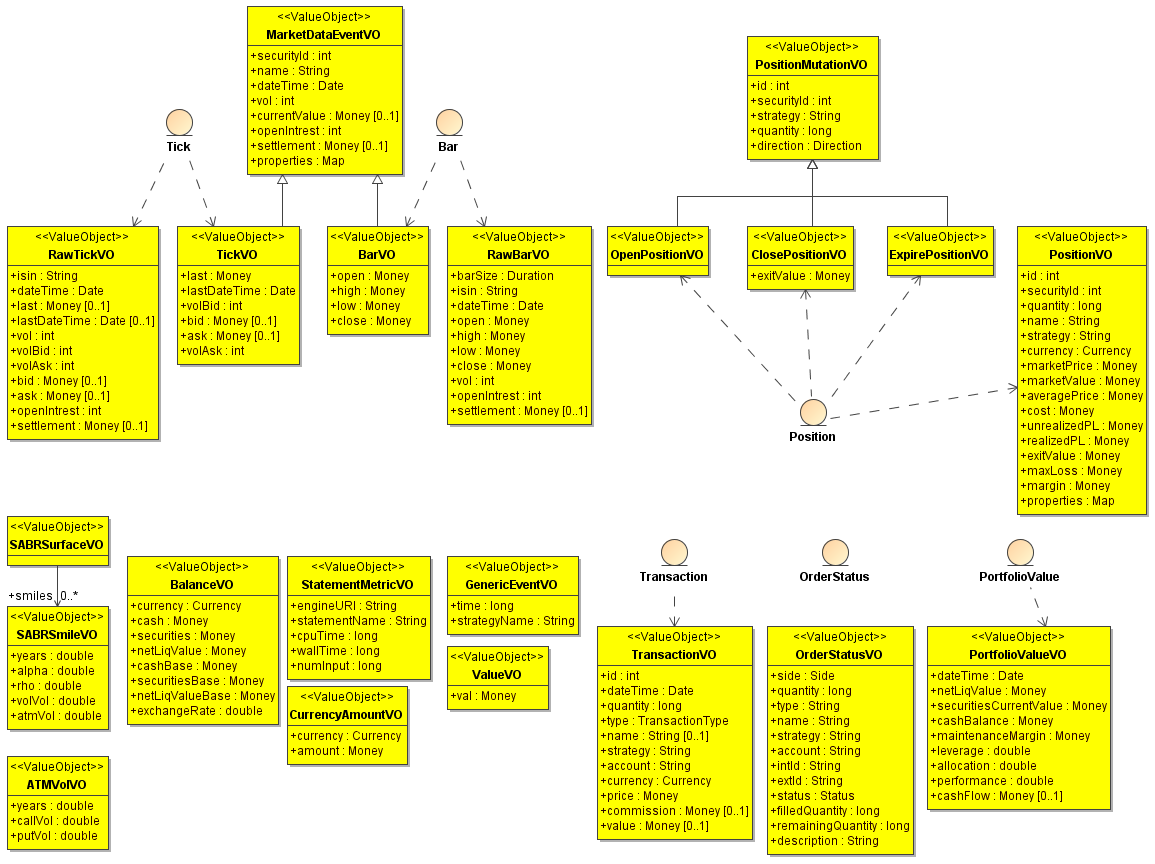 <<ValueObject>>
MarketDataEventVO
+securityId : int
+name : String
+dateTime : Date
+vol : int
+currentValue : Money [0..1]
+openIntrest : int
+settlement : Money [0..1]
+properties : Map
<<ValueObject>>
PositionMutationVO
+id : int
+securityId : int
+strategy : String
+quantity : long
+direction : Direction
Tick
Bar
<<ValueObject>>
RawTickVO
+isin : String
+dateTime : Date
+last : Money [0..1]
+lastDateTime : Date [0..1]
+vol : int
+volBid : int
+volAsk : int
+bid : Money [0..1]
+ask : Money [0..1]
+openIntrest : int
+settlement : Money [0..1]
<<ValueObject>>
TickVO
+last : Money
+lastDateTime : Date
+volBid : int
+bid : Money [0..1]
+ask : Money [0..1]
+volAsk : int
<<ValueObject>>
BarVO
+open : Money
+high : Money
+low : Money
+close : Money
<<ValueObject>>
RawBarVO
+barSize : Duration
+isin : String
+dateTime : Date
+open : Money
+high : Money
+low : Money
+close : Money
+vol : int
+openIntrest : int
+settlement : Money [0..1]
<<ValueObject>>
OpenPositionVO
<<ValueObject>>
ClosePositionVO
+exitValue : Money
<<ValueObject>>
ExpirePositionVO
<<ValueObject>>
PositionVO
+id : int
+securityId : int
+quantity : long
+name : String
+strategy : String
+currency : Currency
+marketPrice : Money
+marketValue : Money
+averagePrice : Money
+cost : Money
+unrealizedPL : Money
+realizedPL : Money
+exitValue : Money
+maxLoss : Money
+margin : Money
+properties : Map
Position
<<ValueObject>>
SABRSurfaceVO
+smiles 0..*
<<ValueObject>>
SABRSmileVO
+years : double
+alpha : double
+rho : double
+volVol : double
+atmVol : double
<<ValueObject>>
ATMVolVO
+years : double
+callVol : double
+putVol : double
<<ValueObject>>
BalanceVO
+currency : Currency
+cash : Money
+securities : Money
+netLiqValue : Money
+cashBase : Money
+securitiesBase : Money
+netLiqValueBase : Money
+exchangeRate : double
<<ValueObject>>
StatementMetricVO
+engineURI : String
+statementName : String
+cpuTime : long
+wallTime : long
+numInput : long
<<ValueObject>>
CurrencyAmountVO
+currency : Currency
+amount : Money
<<ValueObject>>
GenericEventVO
+time : long
+strategyName : String
<<ValueObject>>
ValueVO
+val : Money
Transaction
OrderStatus
PortfolioValue
<<ValueObject>>
TransactionVO
+id : int
+dateTime : Date
+quantity : long
+type : TransactionType
+name : String [0..1]
+strategy : String
+account : String
+currency : Currency
+price : Money
+commission : Money [0..1]
+value : Money [0..1]
<<ValueObject>>
OrderStatusVO
+side : Side
+quantity : long
+type : String
+name : String
+strategy : String
+account : String
+intId : String
+extId : String
+status : Status
+filledQuantity : long
+remainingQuantity : long
+description : String
<<ValueObject>>
PortfolioValueVO
+dateTime : Date
+netLiqValue : Money
+securitiesCurrentValue : Money
+cashBalance : Money
+maintenanceMargin : Money
+leverage : double
+allocation : double
+performance : double
+cashFlow : Money [0..1]